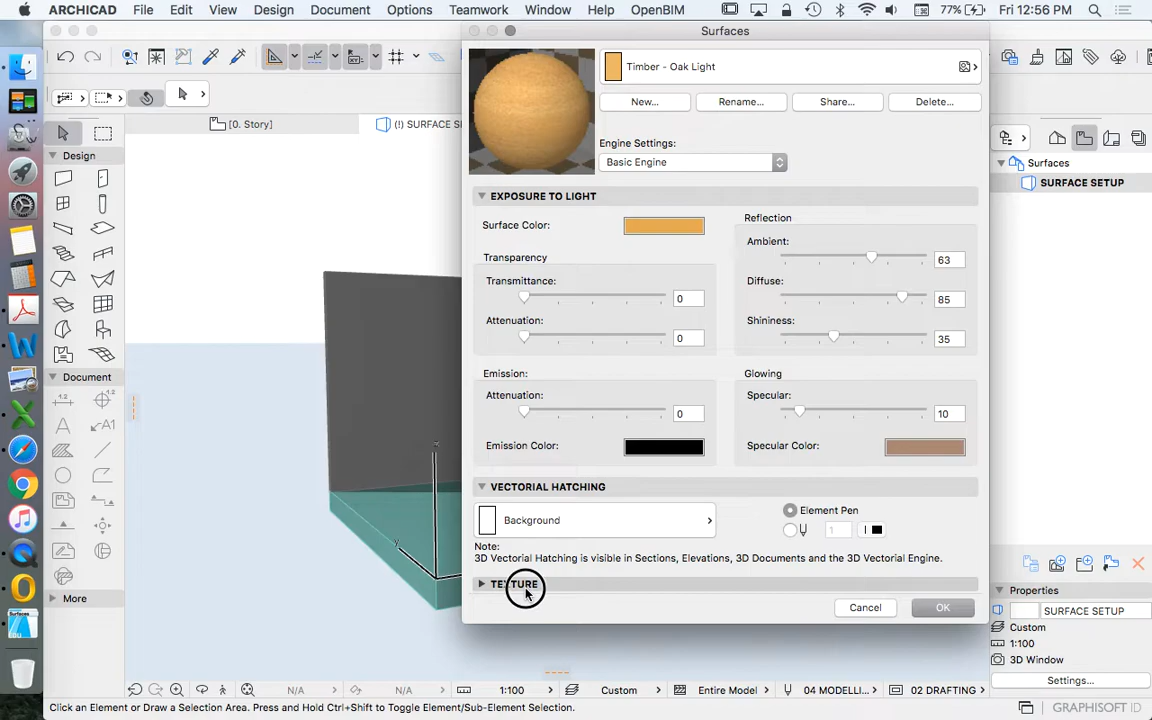 ARCHICAD File Edit View Design Document Options Teamwork Window Help OpenBIM 77% Fri 12:56 PM
Surfaces
Timber - Oak Light
New... Rename... Share... Delete...
Engine Settings:
Basic Engine
[0. Story]
(!) SURFACE S
Design
Surfaces
SURFACE SETUP
EXPOSURE TO LIGHT
Surface Color:
Reflection
Ambient:
63
Transparency
Transmittance:
0
Diffuse:
85
Attenuation:
0
Shininess:
35
Emission:
Glowing
Attenuation:
0
Specular:
10
Emission Color:
Specular Color:
Document
VECTORIAL HATCHING
Background
Element Pen
1
Note:
3D Vectorial Hatching is visible in Sections, Elevations, 3D Documents and the 3D Vectorial Engine.
TEXTURE
Cancel OK
More
Properties
SURFACE SETUP
Custom
1:100
3D Window
Settings...
N/A N/A 1:100 Custom Entire Model 04 MODELLI... 02 DRAFTING
Click an Element or Draw a Selection Area. Press and Hold Ctrl+Shift to Toggle Element/Sub-Element Selection.
GRAPHISOFT ID